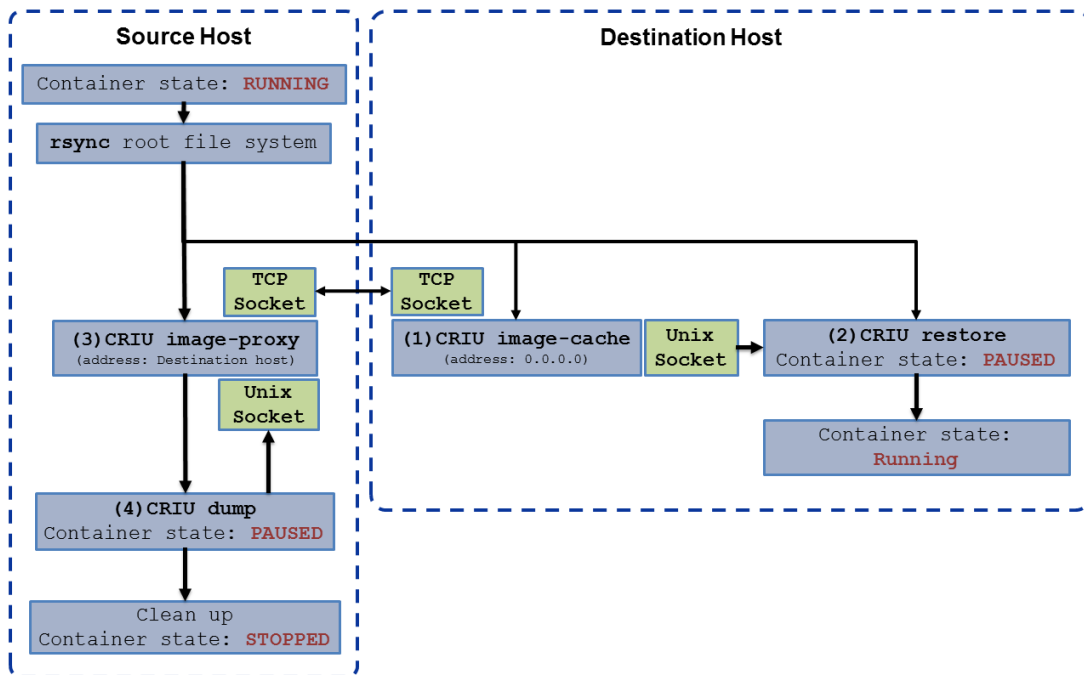 Source Host
Container state: RUNNING
rsync root file system
TCP
Socket
(3)CRIU image-proxy
(address: Destination host)
Unix
Socket
(4)CRIU dump
Container state: PAUSED
Clean up
Container state: STOPPED
Destination Host
TCP
Socket
(1)CRIU image-cache
(address: 0.0.0.0)
Unix
Socket
(2)CRIU restore
Container state: PAUSED
Container state:
Running